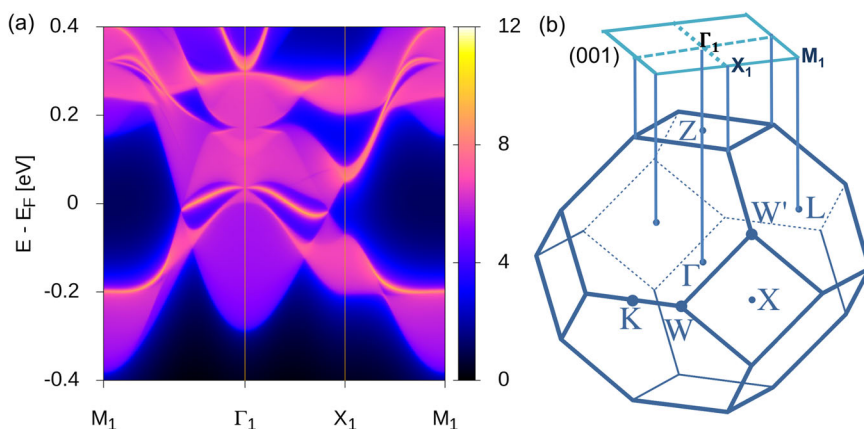 (a)
E - E_F [eV]
0.4
0.2
0
-0.2
-0.4
M₁
Γ₁
X₁
M₁
12
8
4
0
(b)
(001)
Γ₁
X₁
M₁
Z
W'
L
Γ
X
K
W